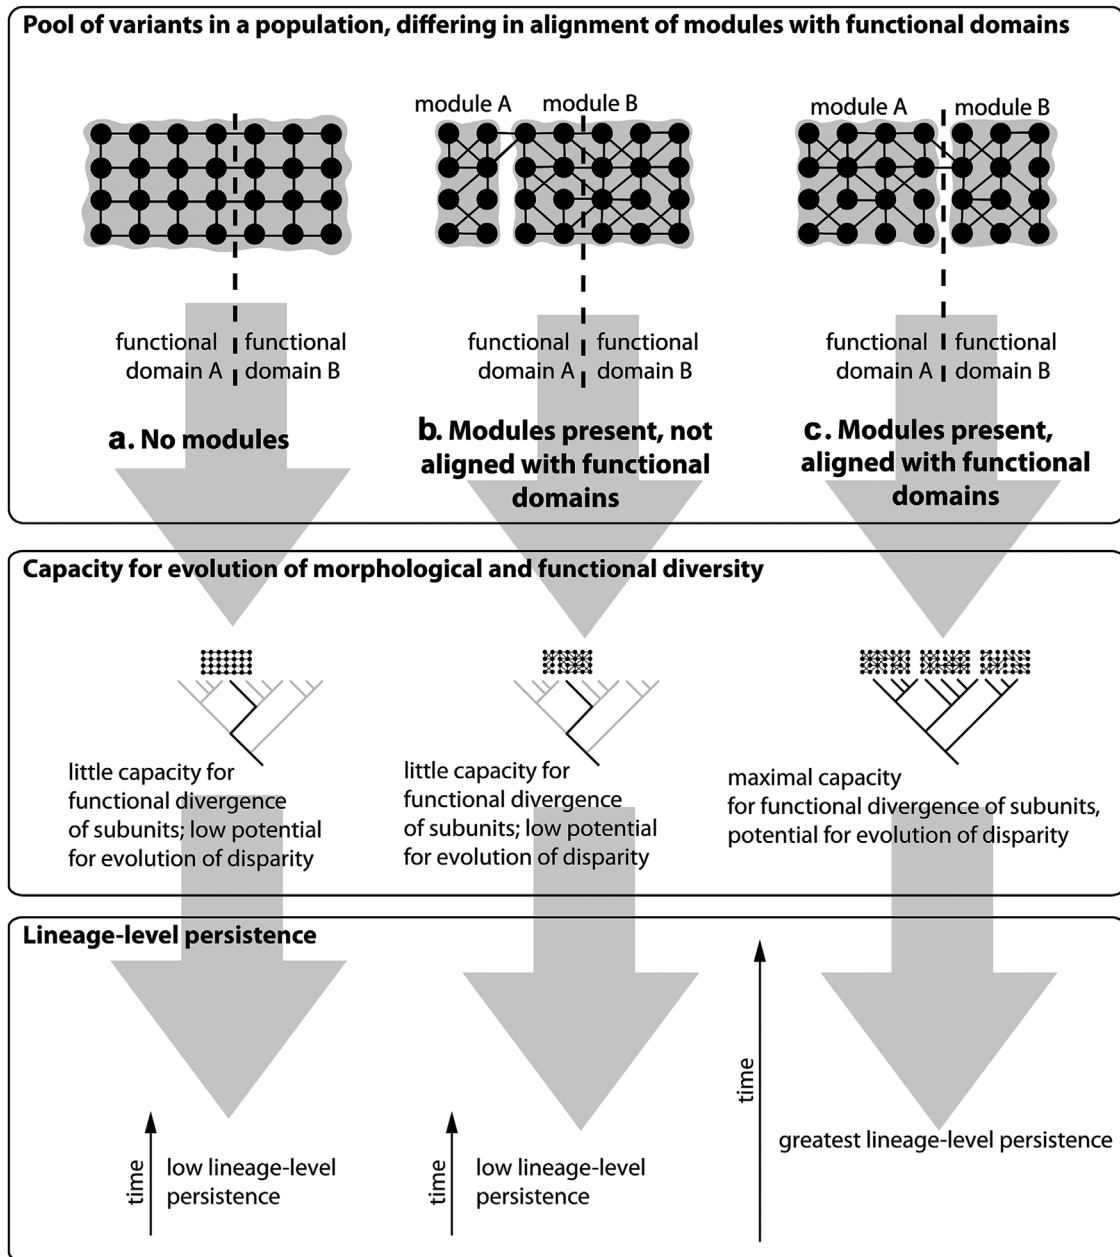 Pool of variants in a population, differing in alignment of modules with functional domains
module A
module B
module A
module B
functional
domain A
functional
domain B
functional
domain A
functional
domain B
functional
domain A
functional
domain B
a. No modules
b. Modules present, not
aligned with functional
domains
c. Modules present,
aligned with functional
domains
Capacity for evolution of morphological and functional diversity
little capacity for
functional divergence
of subunits; low potential
for evolution of disparity
little capacity for
functional divergence
of subunits; low potential
for evolution of disparity
maximal capacity
for functional divergence of subunits,
potential for evolution of disparity
Lineage-level persistence
time
low lineage-level
persistence
time
low lineage-level
persistence
time
greatest lineage-level persistence